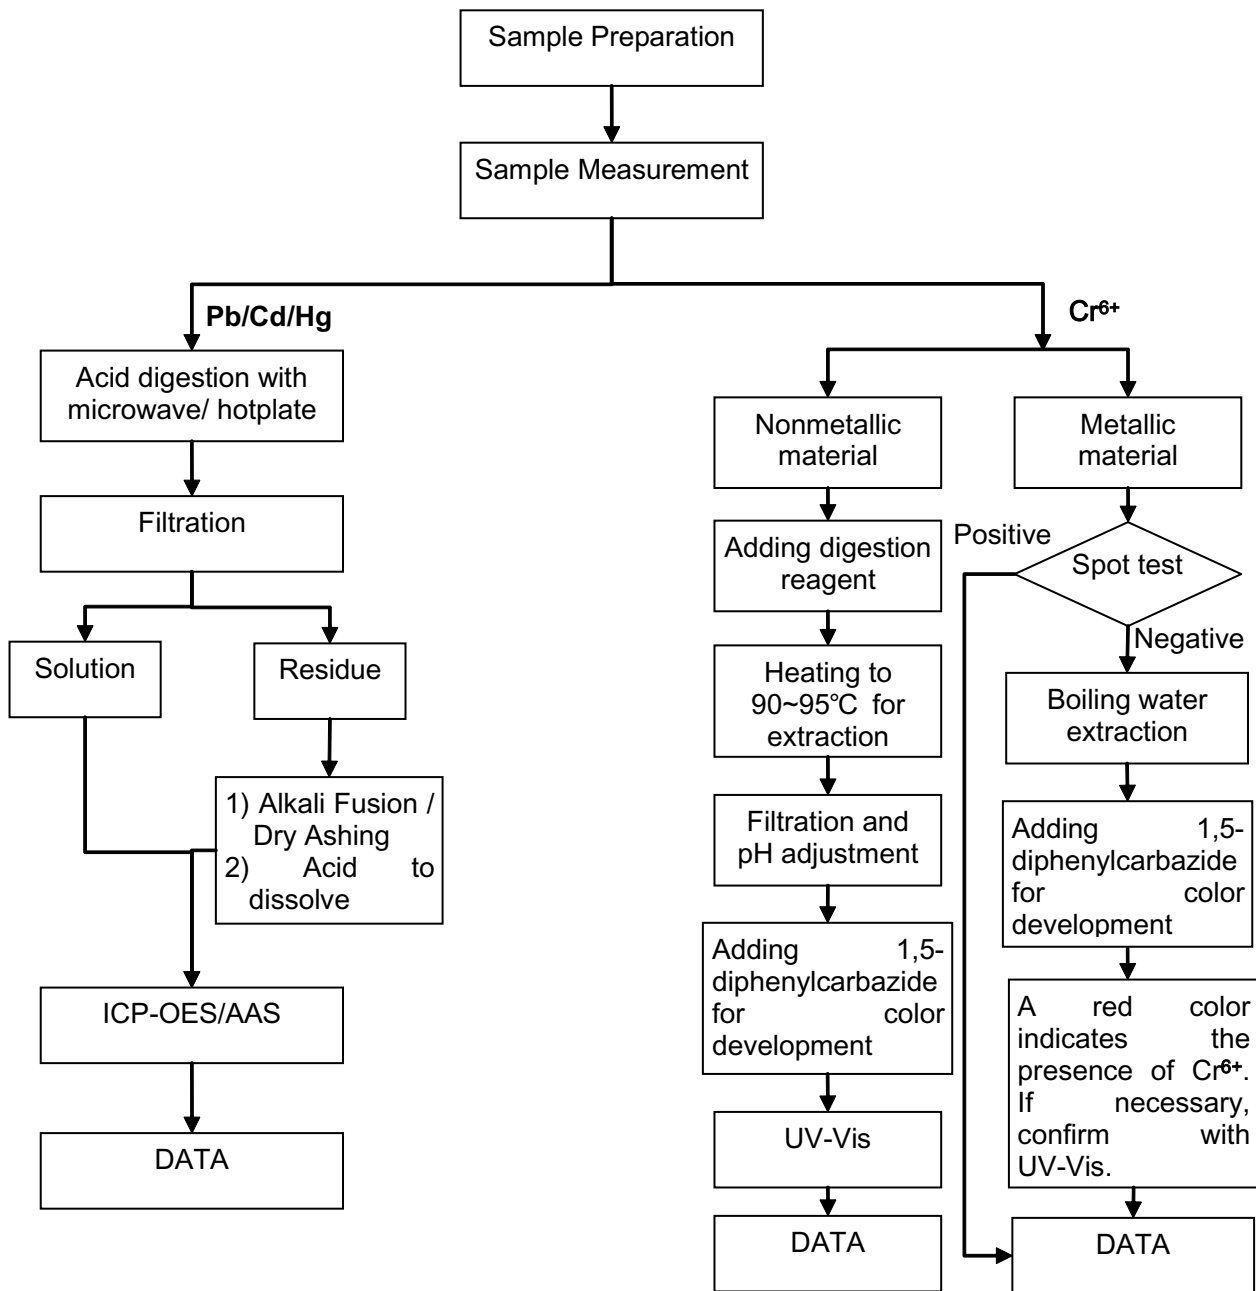 Sample Preparation
Sample Measurement
Pb/Cd/Hg
Acid digestion with
microwave/ hotplate
Filtration
Solution
Residue
1) Alkali Fusion /
Dry Ashing
2) Acid to
dissolve
ICP-OES/AAS
DATA
Cr⁶⁺
Nonmetallic
material
Adding digestion
reagent
Heating to
90~95℃ for
extraction
Filtration and
pH adjustment
Adding 1,5-
diphenylcarbazide
for color
development
UV-Vis
DATA
Metallic
material
Spot test
Positive
Negative
Boiling water
extraction
Adding 1,5-
diphenylcarbazide
for color
development
A red color
indicates the
presence of Cr⁶⁺.
If necessary,
confirm with
UV-Vis.
DATA